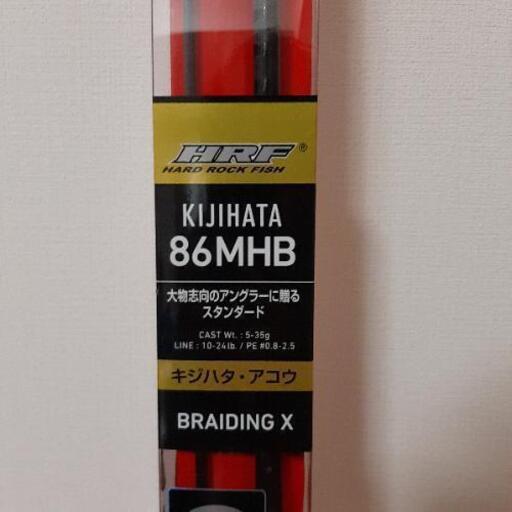 HRF®
HARD ROCK FISH
KIJIHATA
86MHB
大物志向のアングラーに贈る
スタンダード
CAST Wt. : 5-35g
LINE : 10-24lb. / PE #0.8-2.5
キジハタ・アコウ
BRAIDING X